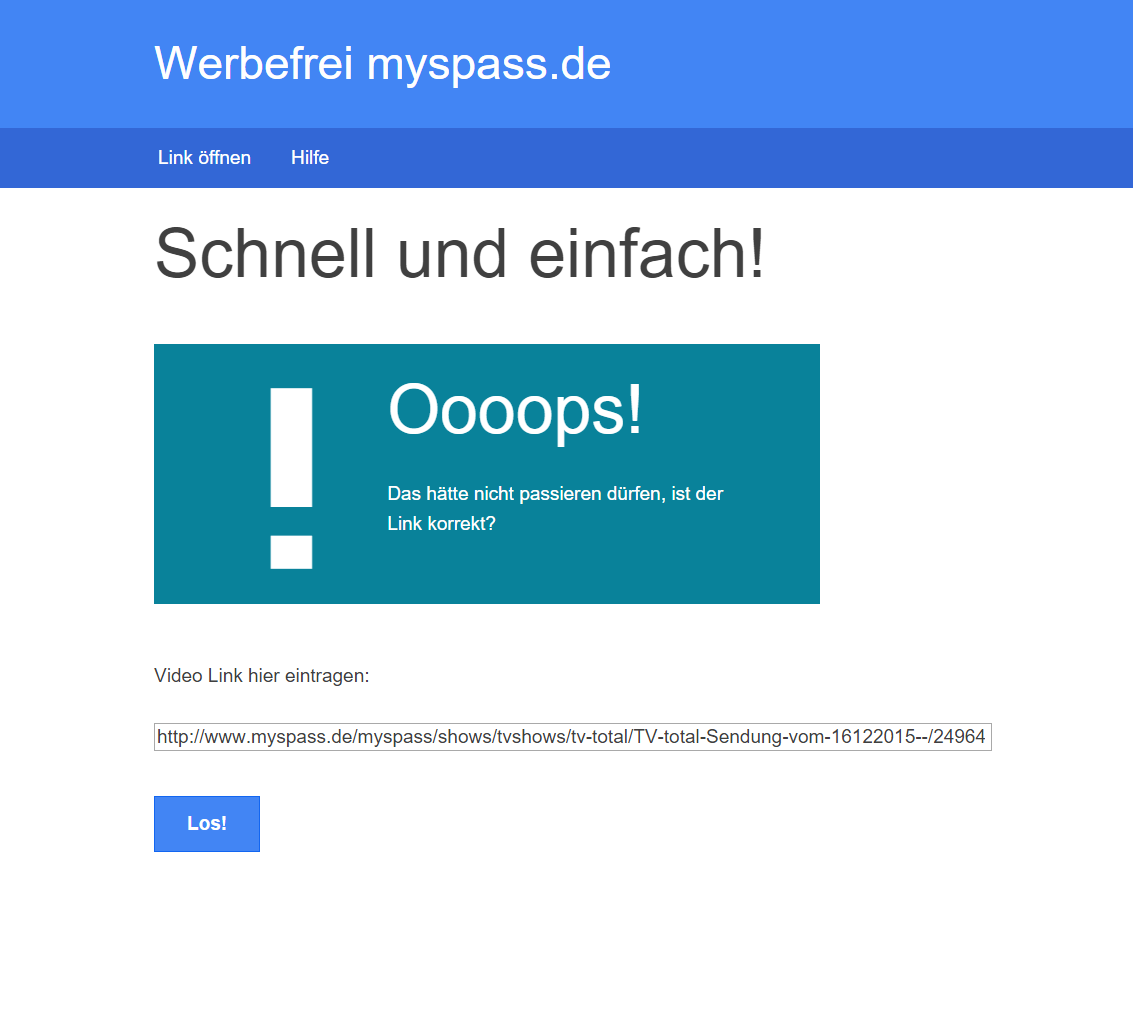 Werbefrei myspass.de
Link öffnen Hilfe
Schnell und einfach!
!
Oooops!
Das hätte nicht passieren dürfen, ist der
Link korrekt?
Video Link hier eintragen:
http://www.myspass.de/myspass/shows/tvshows/tv-total/TV-total-Sendung-vom-16122015--/24964
Los!